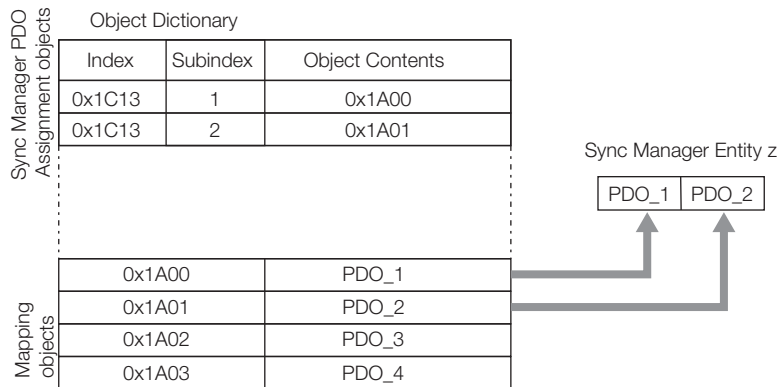 Object Dictionary
Sync Manager PDO
Assignment objects
Index Subindex Object Contents
0x1C13 1 0x1A00
0x1C13 2 0x1A01
Sync Manager Entity z
PDO_1 PDO_2
Mapping
objects
0x1A00 PDO_1
0x1A01 PDO_2
0x1A02 PDO_3
0x1A03 PDO_4